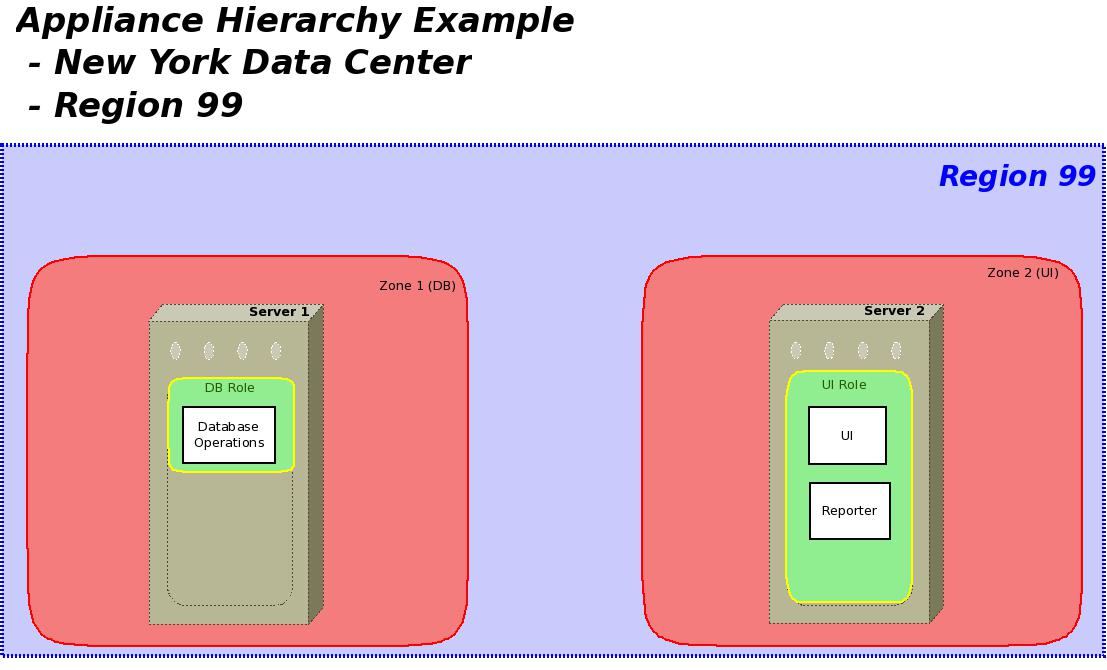 Appliance Hierarchy Example
- New York Data Center
- Region 99
Region 99
Zone 1 (DB)
Server 1
DB Role
Database
Operations
Zone 2 (UI)
Server 2
UI Role
UI
Reporter